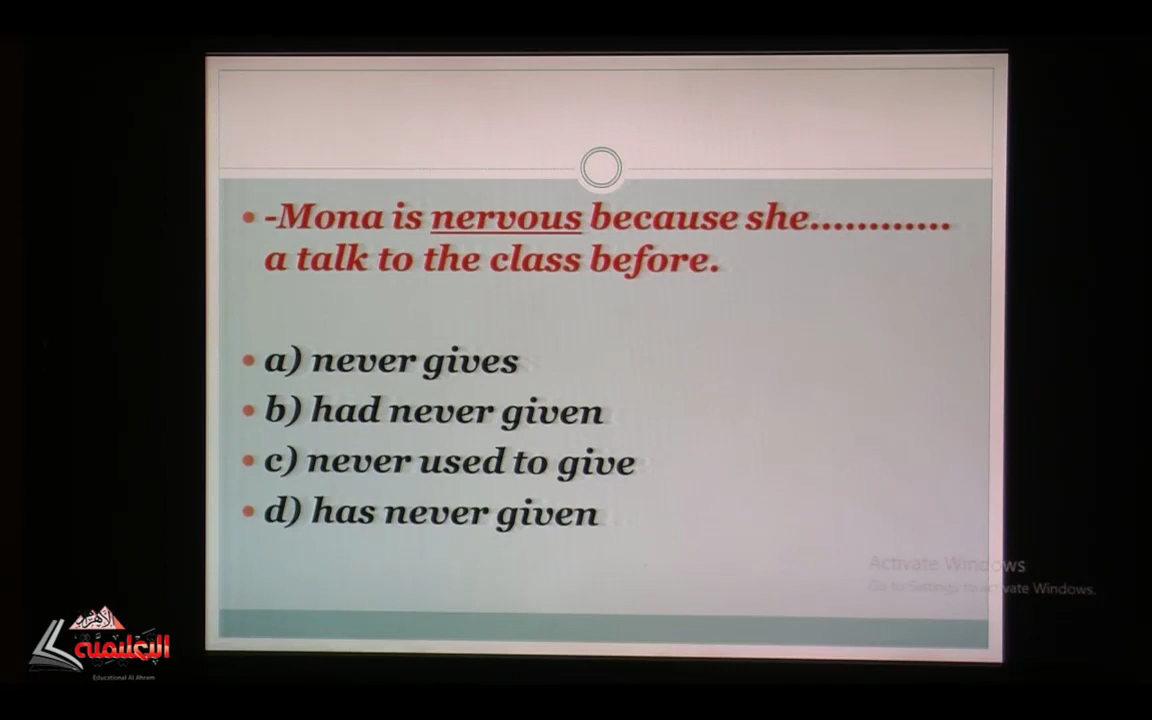 -Mona is nervous because she............
a talk to the class before.
a) never gives
b) had never given
c) never used to give
d) has never given
Activate Windows
Go to Settings to activate Windows.
الأهرام
التعليمية
Educational Al Ahram